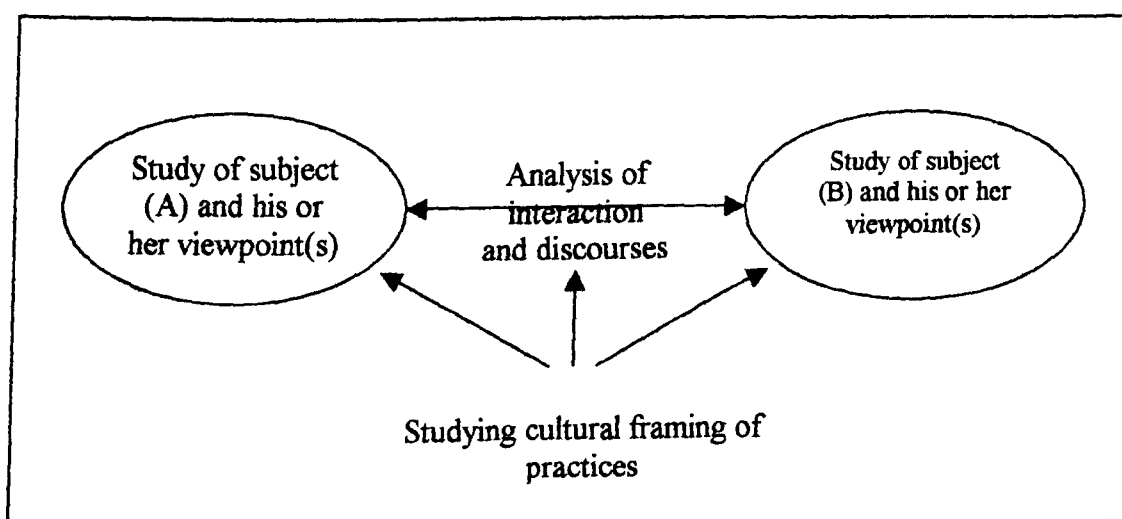 Study of subject
(A) and his or
her viewpoint(s)
Analysis of
interaction
and discourses
Study of subject
(B) and his or her
viewpoint(s)
Studying cultural framing of
practices